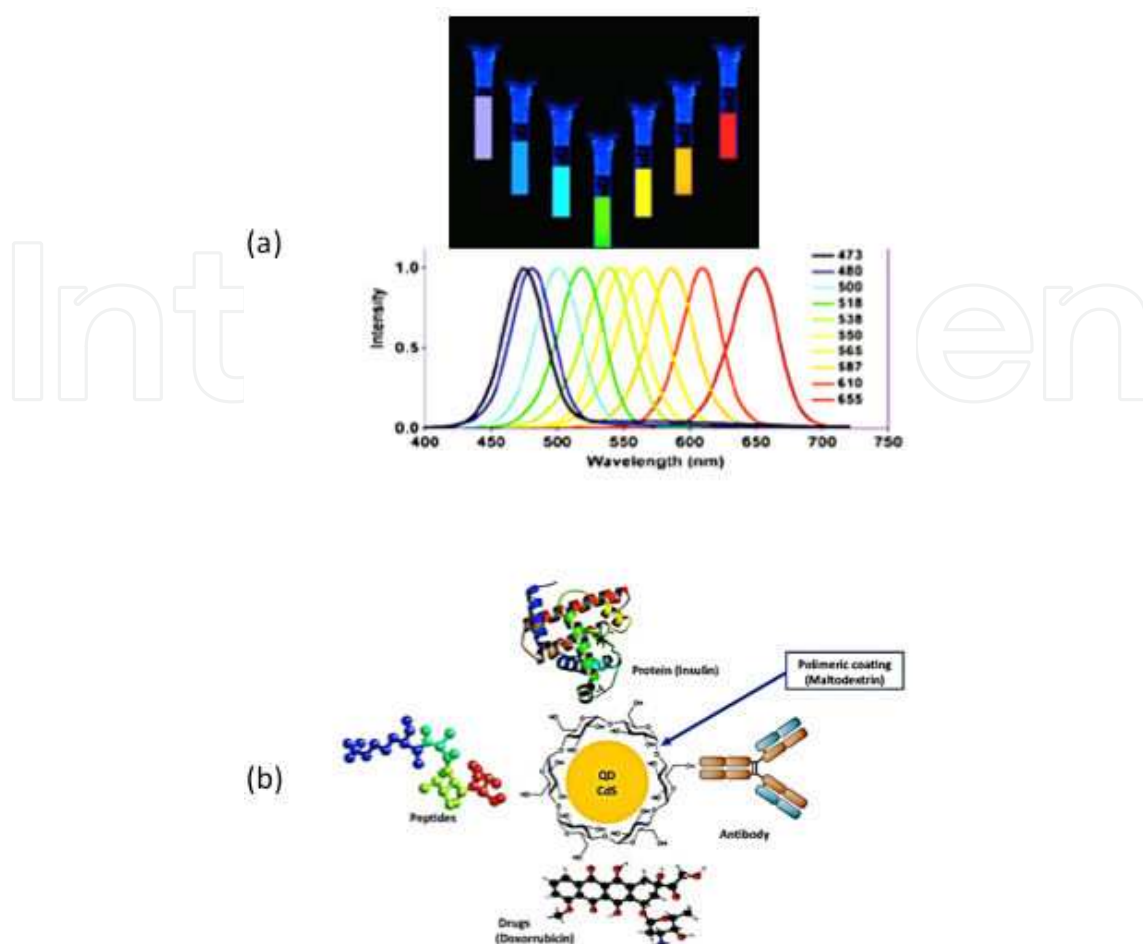 (a)
1.0
0.5
0.0
Intensity
400 450 500 550 600 650 700 750
Wavelength (nm)
473
480
500
518
538
550
565
587
610
655
(b)
Protein (Insulin)
Polimeric coating
(Maltodextrin)
QD
CdS
Peptides
Antibody
Drugs
(Doxorrubicin)